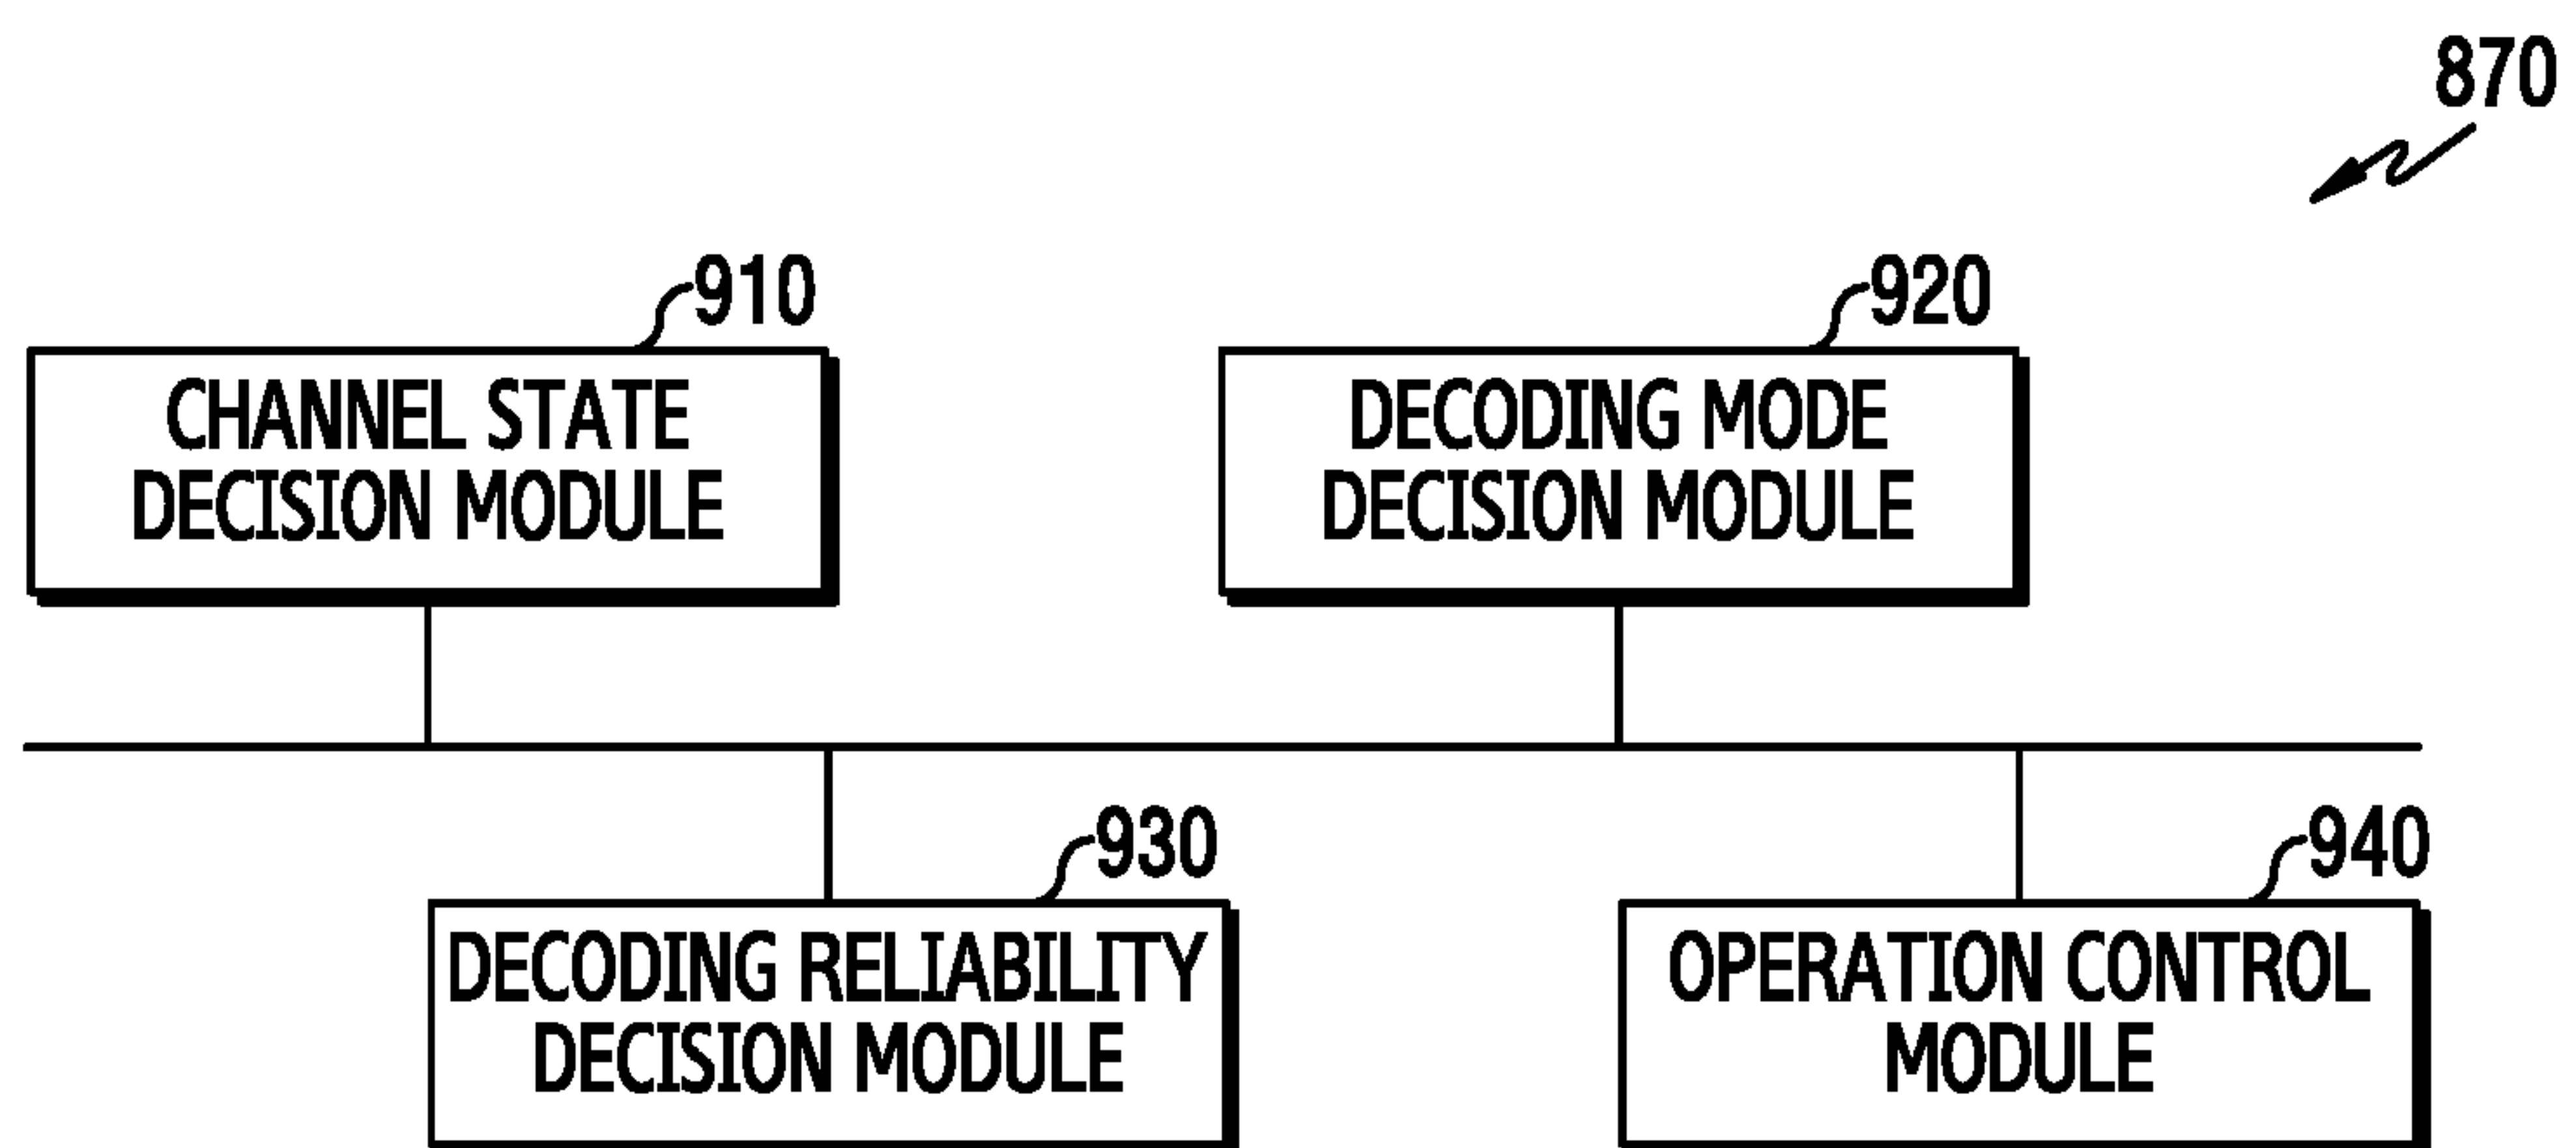 870
910
CHANNEL STATE
DECISION MODULE
920
DECODING MODE
DECISION MODULE
930
DECODING RELIABILITY
DECISION MODULE
940
OPERATION CONTROL
MODULE